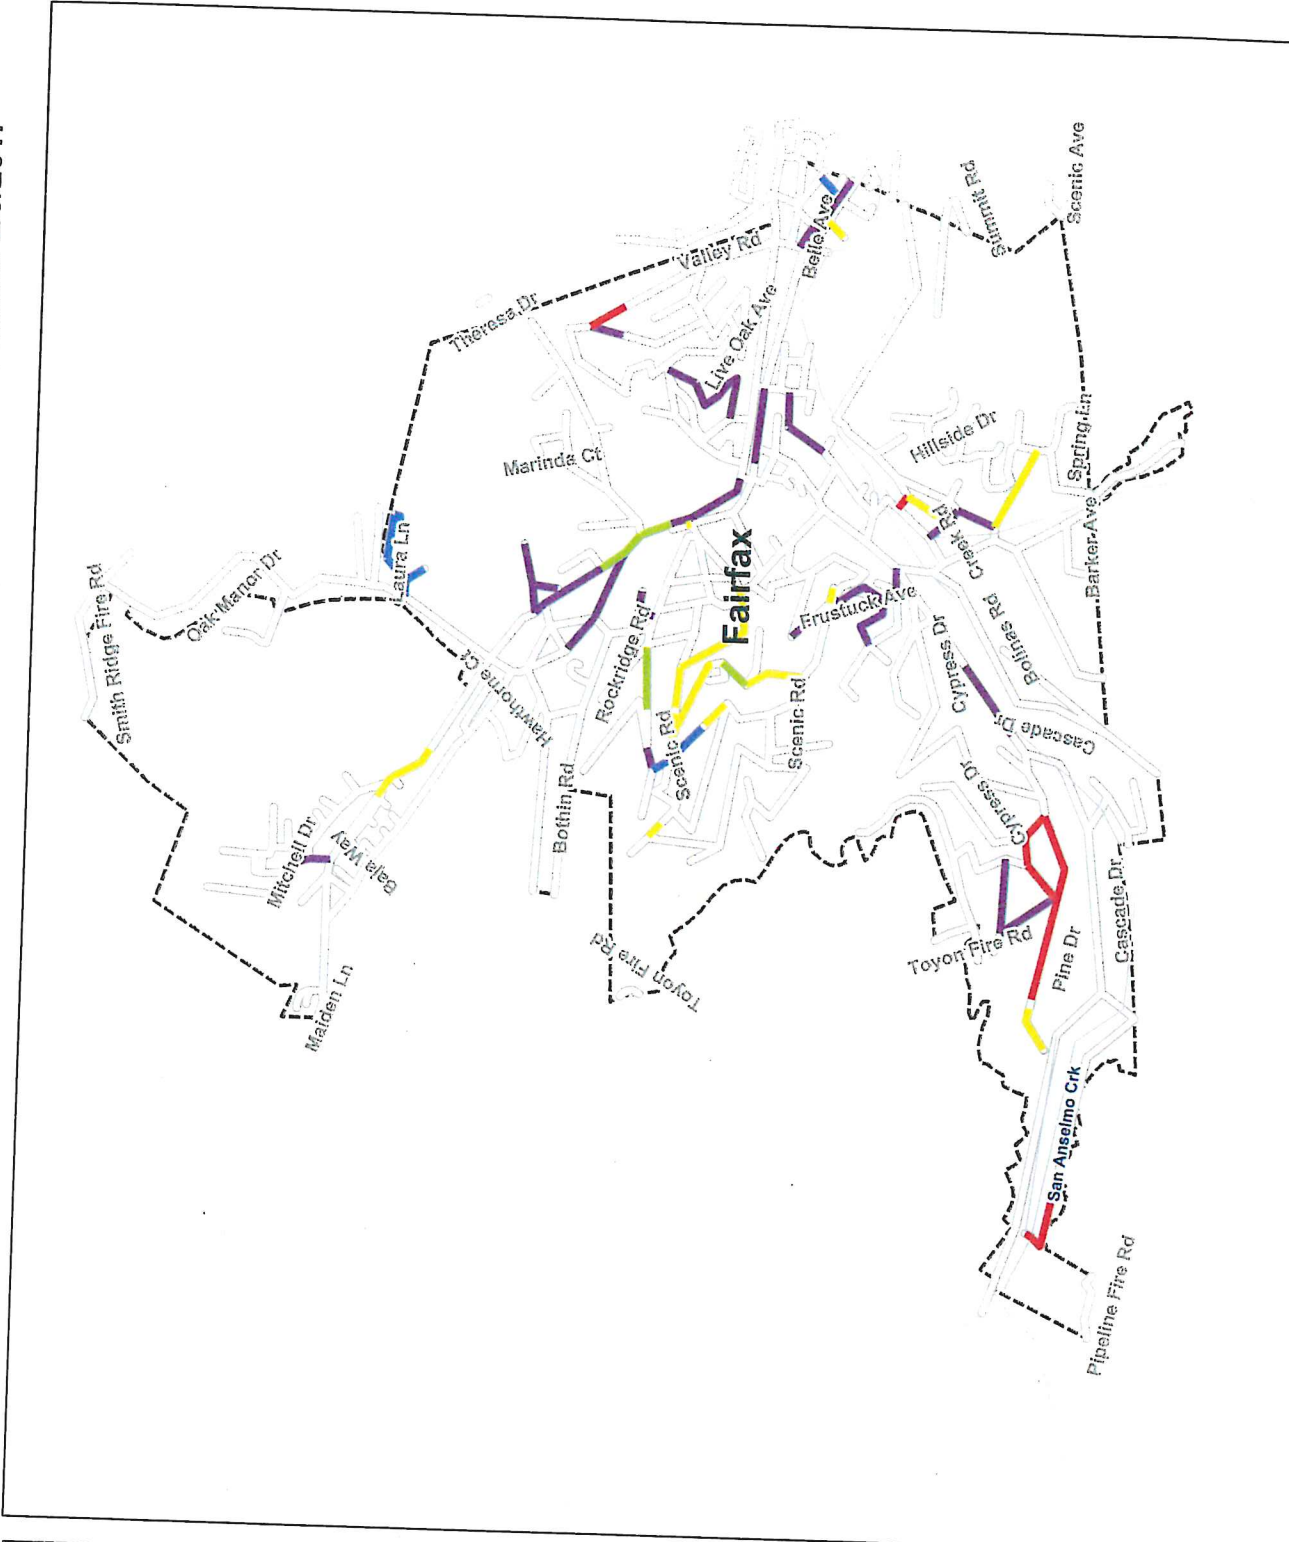 Scenic Ave
Summit Rd
Belle Ave
Valley Rd
Theresa Dr
Live Oak Ave
Hillside Dr
Spring Ln
Marinda Ct
Laura Ln
Oak Manor Dr
Smith Ridge Fire Rd
Creek Rd
Barker Ave
Fairfax
Frustuck Ave
Rockridge Rd
Hawthorne Ct
Bolinas Rd
Cypress Dr
Cascade Dr
Scenic Rd
Scenic Rd
Bothin Rd
Cypress Dr
Mitchell Dr
Baja Way
Toyon Fire Rd
Toyon Fire Rd
Pine Dr
Cascade Dr
Maiden Ln
San Anselmo Crk
Pipeline Fire Rd